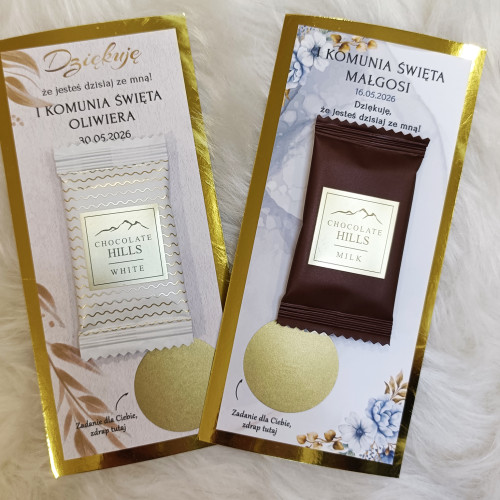 Dziękuję
że jesteś dzisiaj ze mną!
I KOMUNIA ŚWIĘTA
OLIWIERA
30.05.2026
CHOCOLATE
HILLS
WHITE
Zadanie dla Ciebie,
zdrap tutaj
I KOMUNIA ŚWIĘTA
MAŁGOSI
16.05.2026
Dziękuję,
że jesteś dzisiaj ze mną!
CHOCOLATE
HILLS
MILK
Zadanie dla Ciebie,
zdrap tutaj